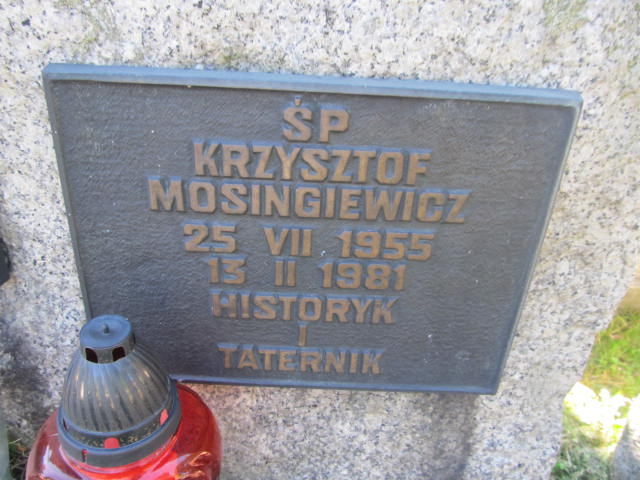 ŚP
KRZYSZTOF
MOSINGIEWICZ
25 VII 1955
13 II 1981
HISTORYK
I
TATERNIK